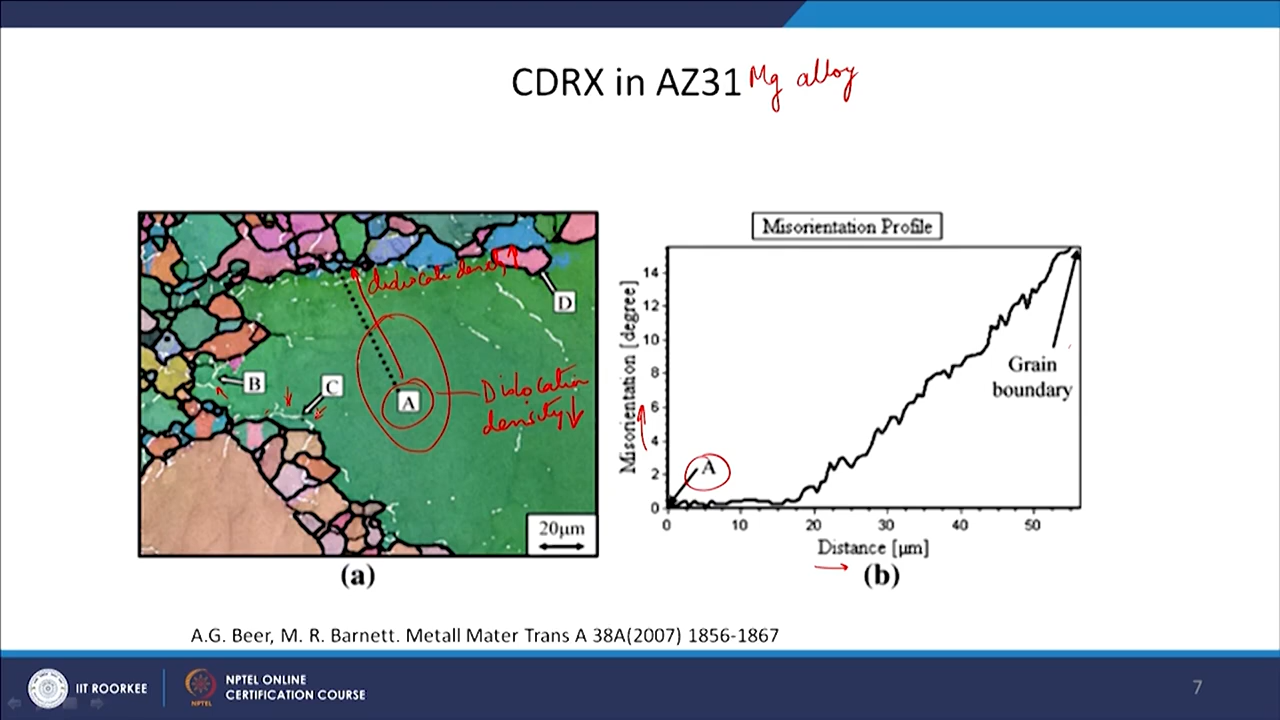 CDRX in AZ31 Mg alloy
Misorientation Profile
dislocation density ↑
D
B
C
A
Dislocation
density ↓
20μm
(a)
Misorientation [degree]
14
12
10
8
6
4
2
0
A
Grain
boundary
0 10 20 30 40 50
Distance [μm]
(b)
A.G. Beer, M. R. Barnett. Metall Mater Trans A 38A(2007) 1856-1867
IIT ROORKEE
NPTEL
NPTEL ONLINE
CERTIFICATION COURSE
7